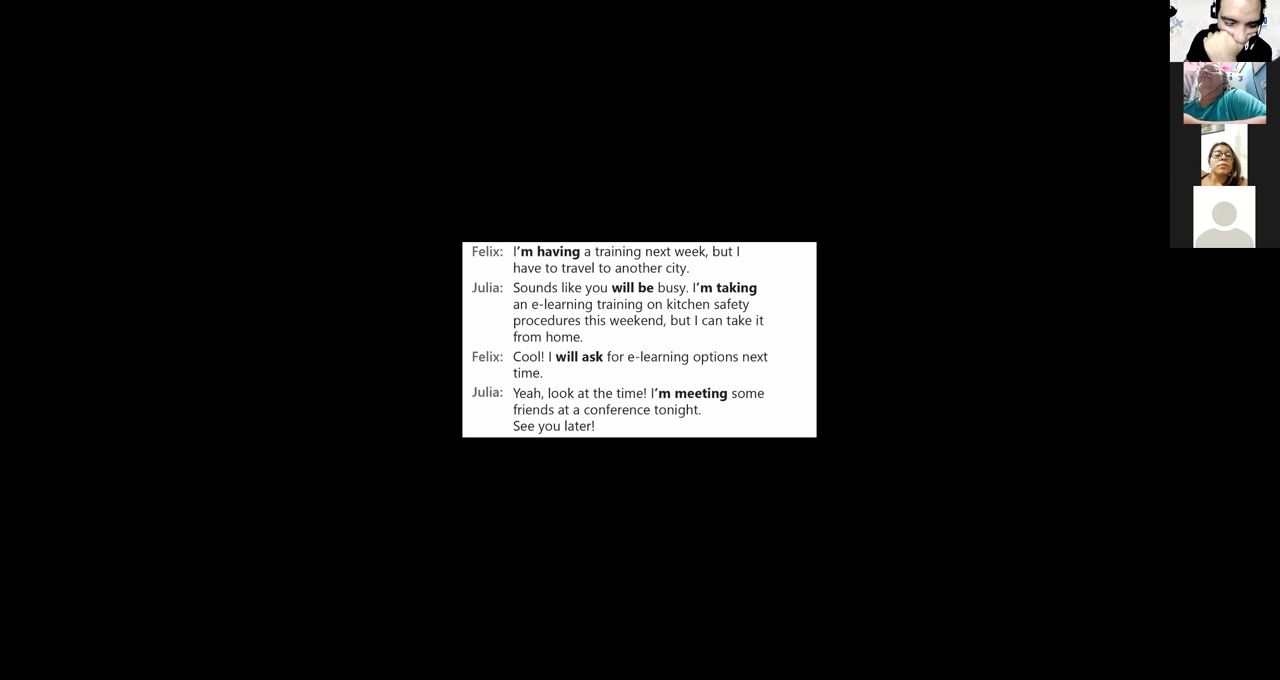 Felix: I'm having a training next week, but I
have to travel to another city.
Julia: Sounds like you will be busy. I'm taking
an e-learning training on kitchen safety
procedures this weekend, but I can take it
from home.
Felix: Cool! I will ask for e-learning options next
time.
Julia: Yeah, look at the time! I'm meeting some
friends at a conference tonight.
See you later!